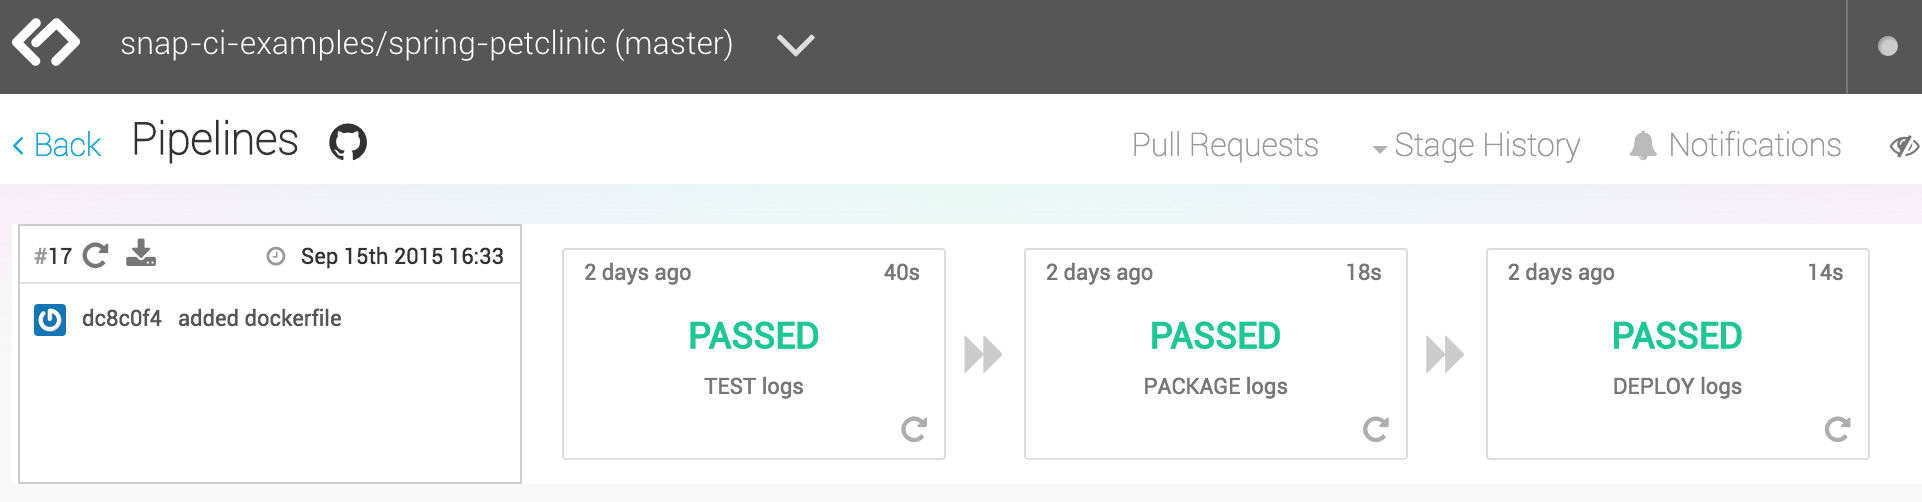 snap-ci-examples/spring-petclinic (master)
Back Pipelines Pull Requests Stage History Notifications
#17 Sep 15th 2015 16:33
dc8c0f4 added dockerfile
2 days ago 40s
PASSED
TEST logs
2 days ago 18s
PASSED
PACKAGE logs
2 days ago 14s
PASSED
DEPLOY logs